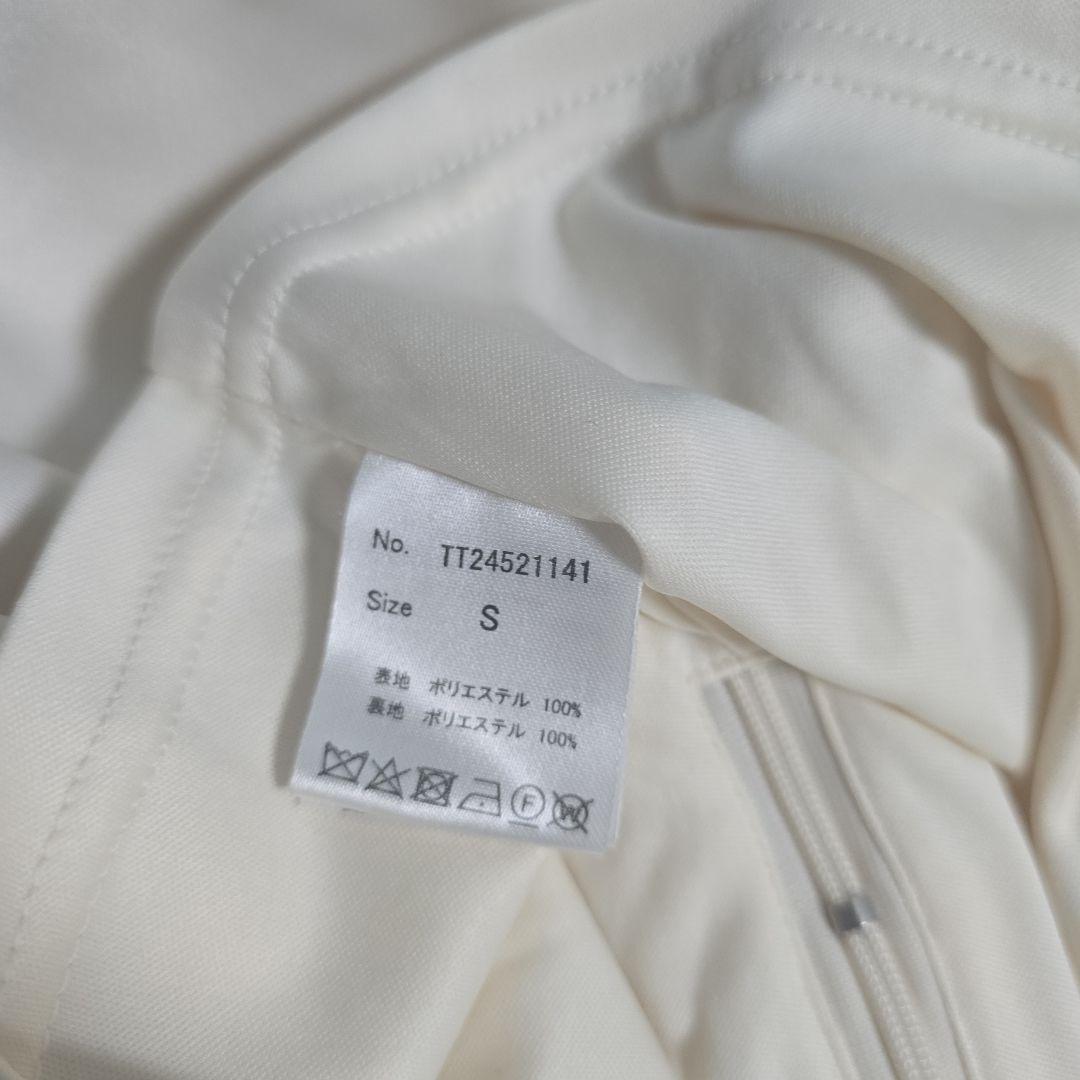 No. TT24521141
Size S
表地 ポリエステル 100%
裏地 ポリエステル 100%
F W